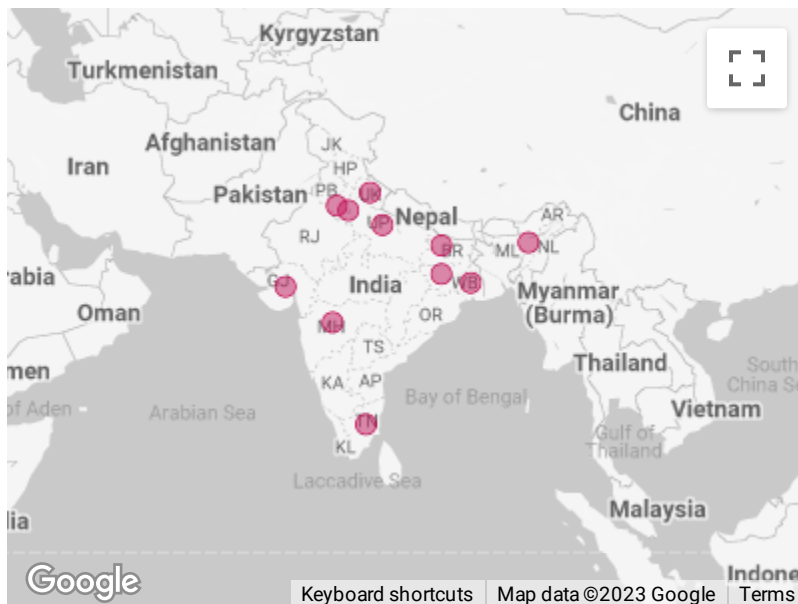 Kyrgyzstan
Turkmenistan
China
Afghanistan
JK
Iran
HP
Pakistan
PB
UK
Nepal
AR
RJ
UP
BR
ML
NL
rabia
GJ
India
WB
Myanmar
(Burma)
Oman
OR
MH
TS
Thailand
men
KA
AP
South
China Se
of Aden
Arabian Sea
Bay of Bengal
Vietnam
TN
Gulf of
Thailand
KL
Laccadive Sea
Malaysia
lia
Indone
Google
Keyboard shortcuts
Map data ©2023 Google
Terms